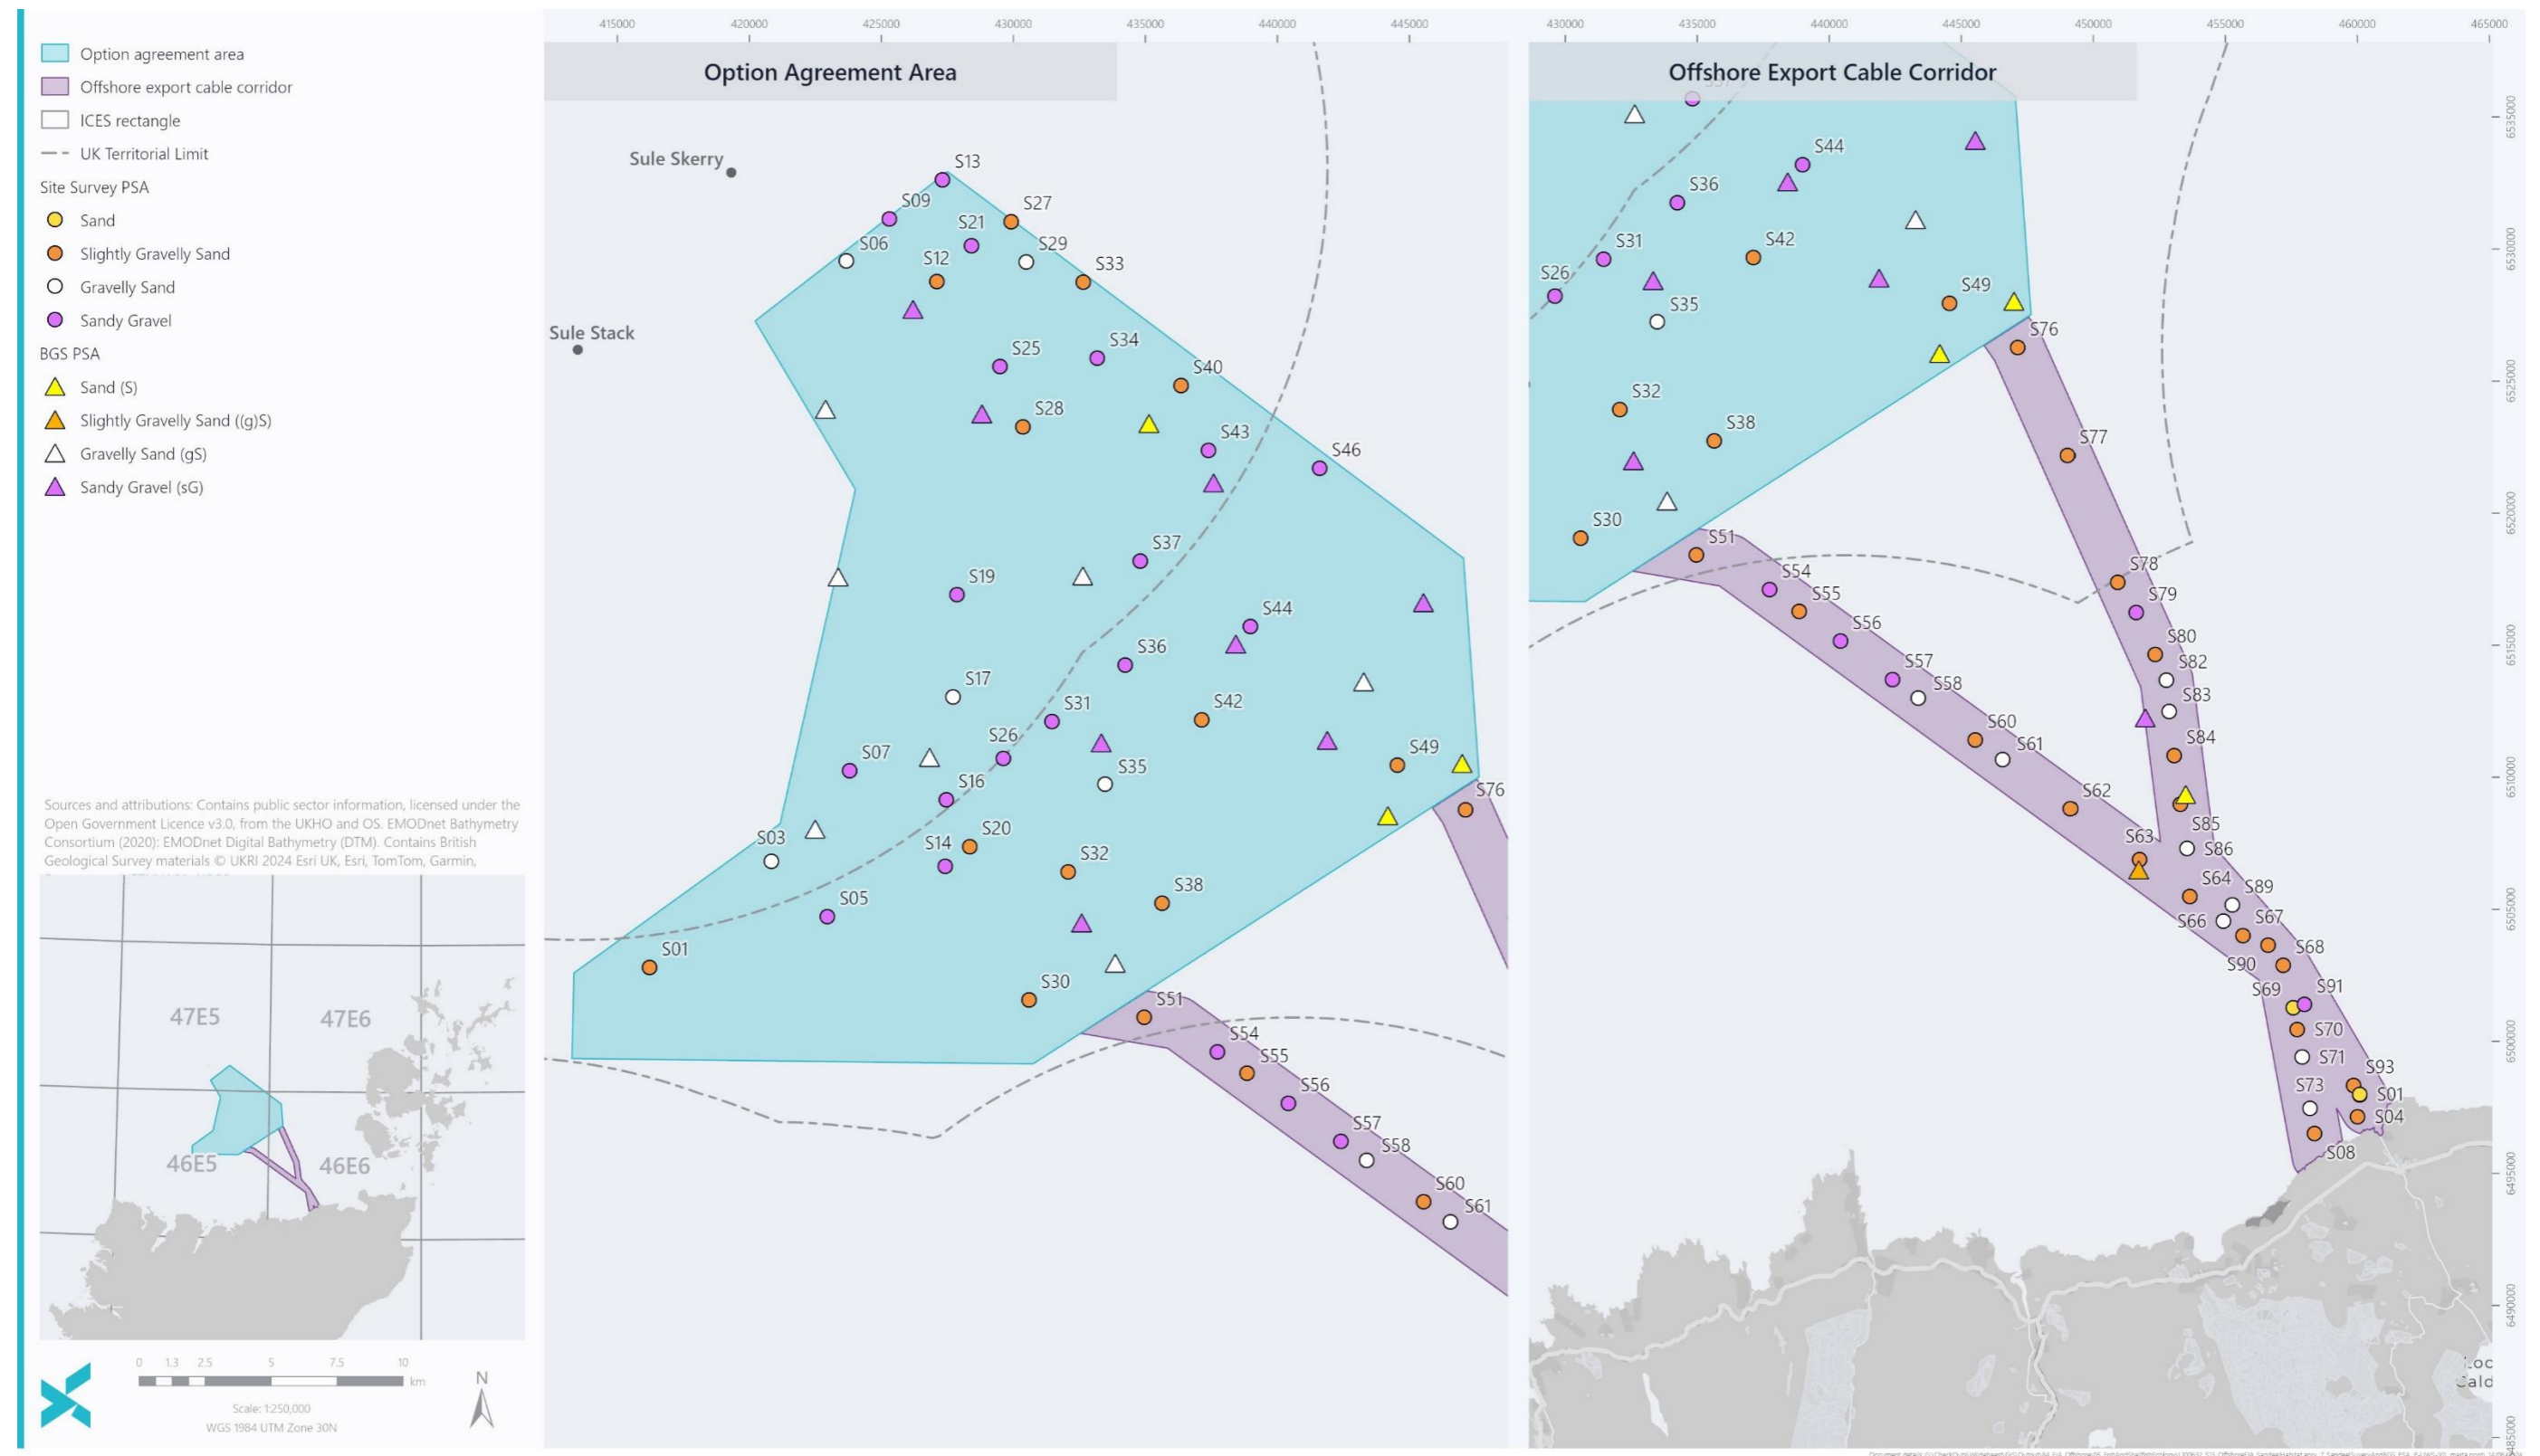 Option agreement area
Offshore export cable corridor
ICES rectangle
UK Territorial Limit
Site Survey PSA
Sand
Slightly Gravelly Sand
Gravelly Sand
Sandy Gravel
BGS PSA
Sand (S)
Slightly Gravelly Sand ((g)S)
Gravelly Sand (gS)
Sandy Gravel (sG)
Sources and attributions: Contains public sector information, licensed under the
Open Government Licence v3.0, from the UKHO and OS. EMODnet Bathymetry
Consortium (2020): EMODnet Digital Bathymetry (DTM). Contains British
Geological Survey materials © UKRI 2024 Esri UK, Esri, TomTom, Garmin,
47E5
47E6
46E5
46E6
0 1.3 2.5 5 7.5 10
km
Scale: 1:250,000
WGS 1984 UTM Zone 30N
N
415000 420000 425000 430000 435000 440000 445000
Option Agreement Area
Sule Skerry
Sule Stack
S13
S09
S27
S21
S06
S29
S12
S33
S34
S25
S40
S28
S43
S46
S37
S19
S44
S36
S17
S31
S42
S26
S07
S49
S35
S16
S76
S20
S03
S14
S32
S38
S05
S01
S30
S51
S54
S55
S56
S57
S58
S60
S61
430000 435000 440000 445000 450000 455000 460000 465000
Offshore Export Cable Corridor
S44
S36
S31
S42
S26
S49
S35
S76
S32
S38
S77
S30
S51
S78
S54
S79
S55
S56
S80
S57
S82
S58
S83
S60
S84
S61
S62
S85
S63
S86
S64
S89
S66
S67
S68
S90
S69
S91
S70
S71
S93
S73
S01
S04
S08
6535000
6530000
6525000
6520000
6515000
6510000
6505000
6500000
6495000
6490000